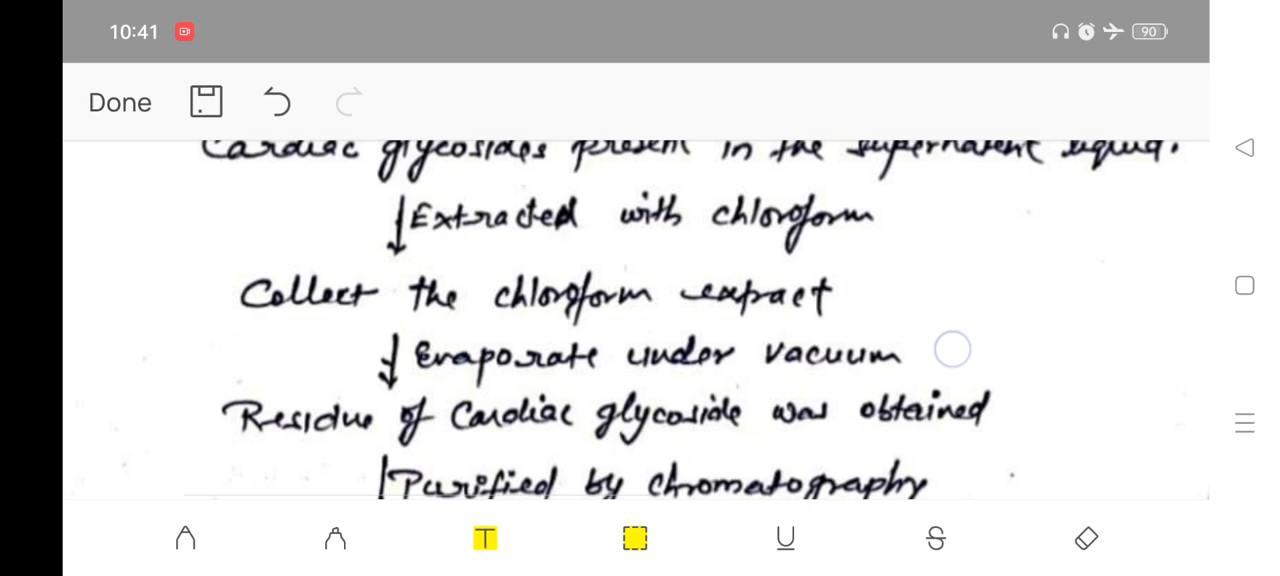 10:41
90
Done
Cardiac glycosides present in the supernatent liquid.
Extracted with chloroform
Collect the chloroform extract
Evaporate under vacuum
Residue of Cardiac glycoside was obtained
Purified by chromatography
T
U
S